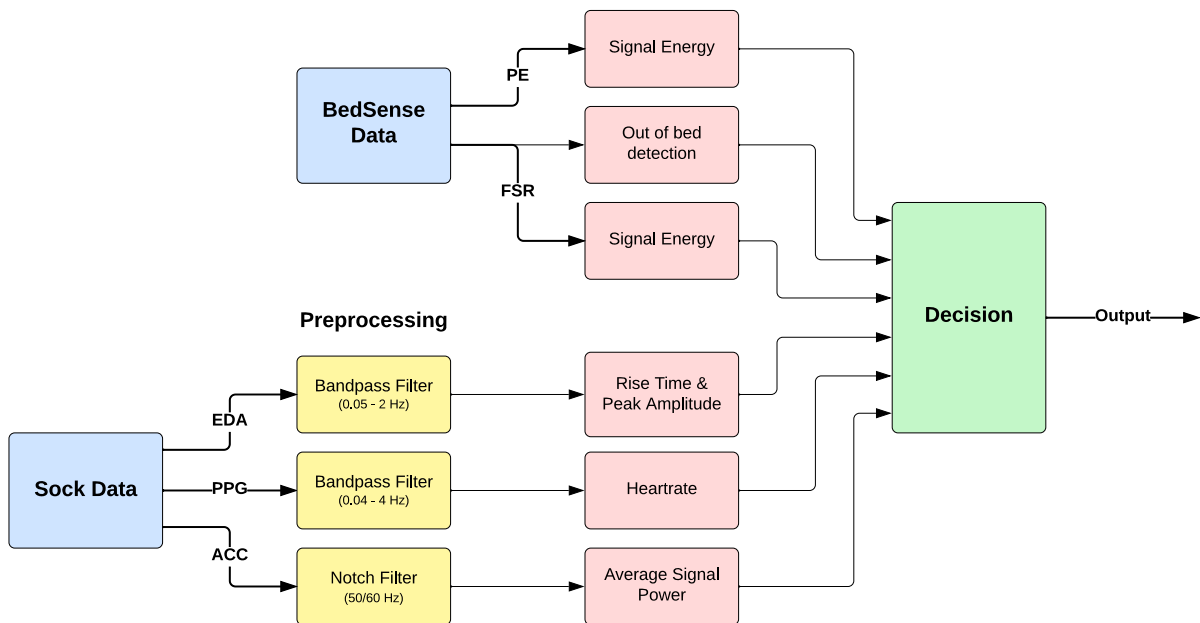 Signal Energy
PE
BedSense
Data
Out of bed
detection
FSR
Signal Energy
Decision
Output
Preprocessing
Bandpass Filter
(0.05 - 2 Hz)
Rise Time &
Peak Amplitude
EDA
Sock Data
PPG
Bandpass Filter
(0.04 - 4 Hz)
Heartrate
ACC
Notch Filter
(50/60 Hz)
Average Signal
Power